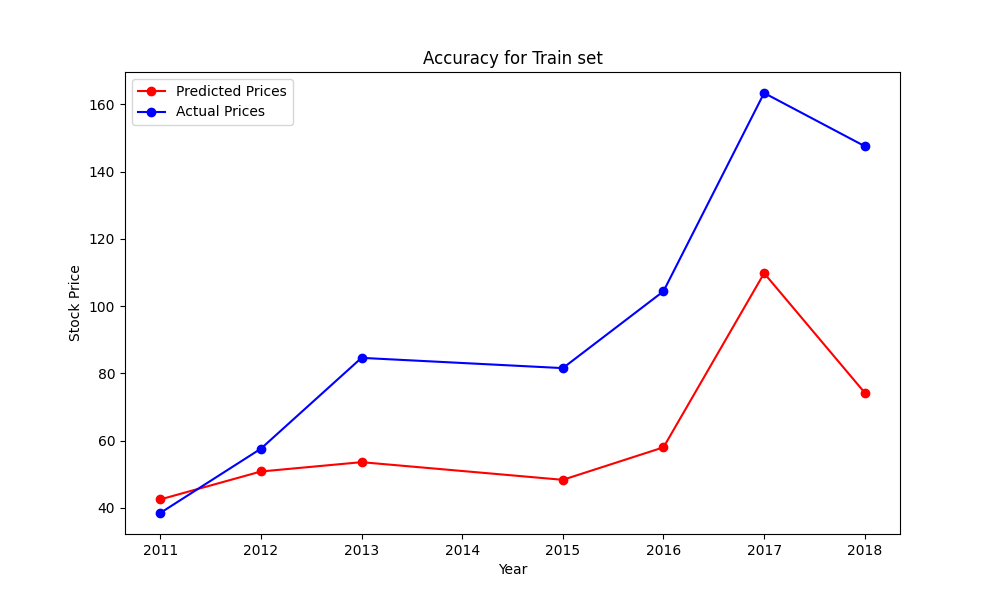 Accuracy for Train set
Predicted Prices
Actual Prices
Stock Price
160
140
120
100
80
60
40
2011 2012 2013 2014 2015 2016 2017 2018
Year